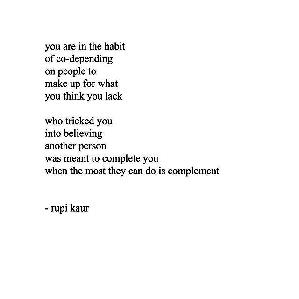 you are in the habit
of co-depending
on people to
make up for what
you think you lack
who tricked you
into believing
another person
was meant to complete you
when the most they can do is complement
- rupi kaur